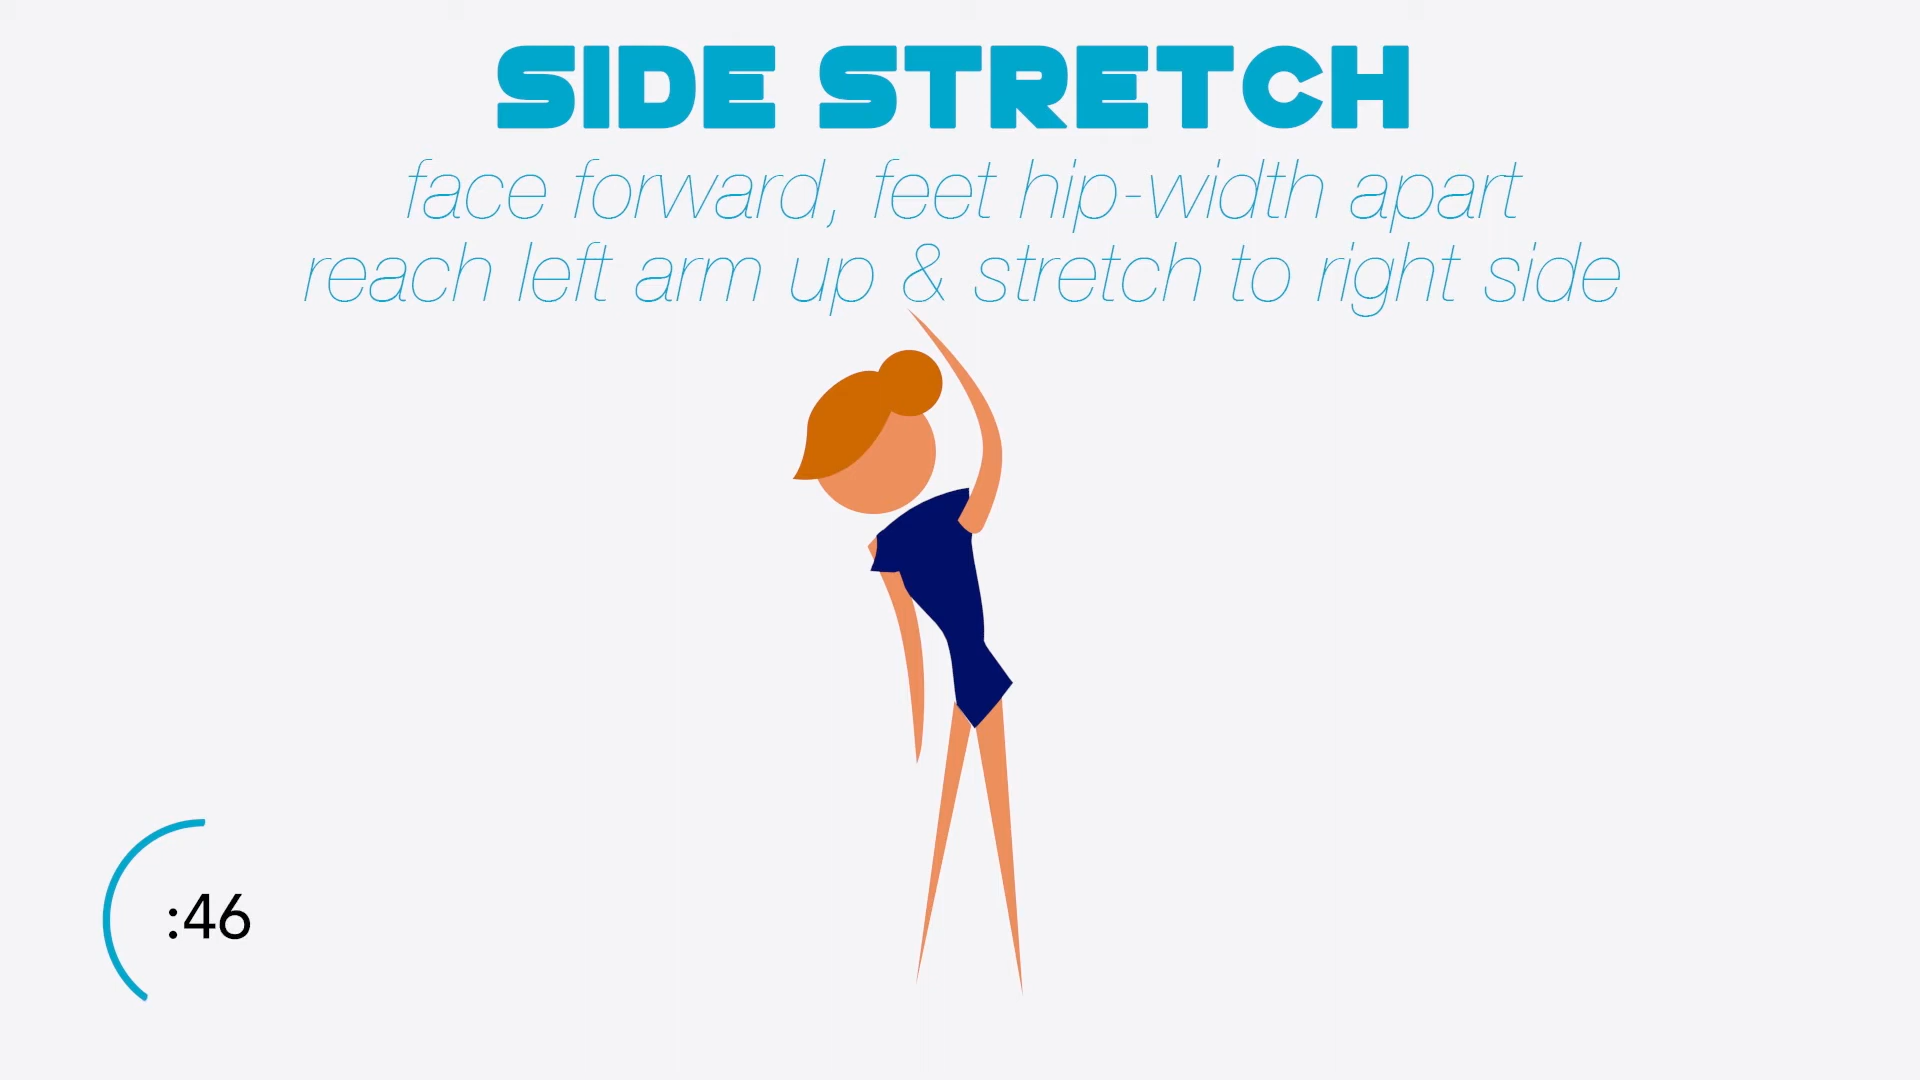 SIDE STRETCH
face forward, feet hip-width apart
reach left arm up & stretch to right side
:46